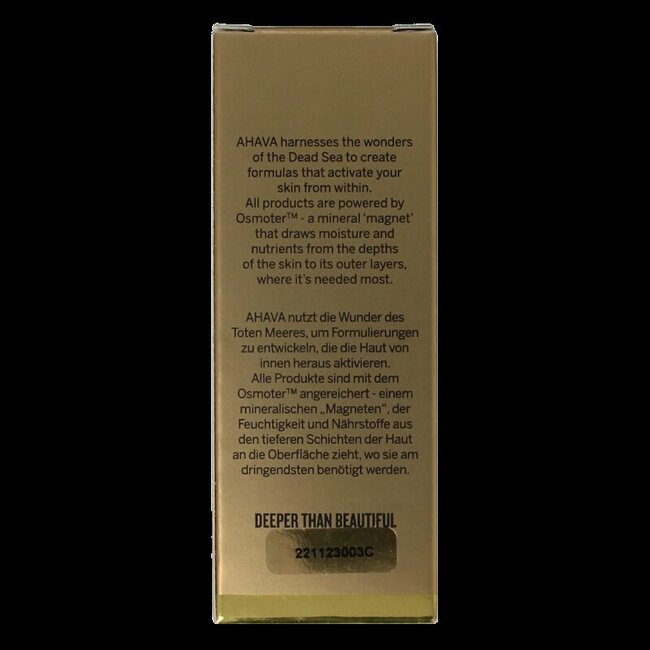 AHAVA harnesses the wonders
of the Dead Sea to create
formulas that activate your
skin from within.
All products are powered by
Osmoter™ - a mineral 'magnet'
that draws moisture and
nutrients from the depths
of the skin to its outer layers,
where it's needed most.
AHAVA nutzt die Wunder des
Toten Meeres, um Formulierungen
zu entwickeln, die die Haut von
innen heraus aktivieren.
Alle Produkte sind mit dem
Osmoter™ angereichert - einem
mineralischen „Magneten“, der
Feuchtigkeit und Nährstoffe aus
den tieferen Schichten der Haut
an die Oberfläche zieht, wo sie am
dringendsten benötigt werden.
DEEPER THAN BEAUTIFUL
221123003C